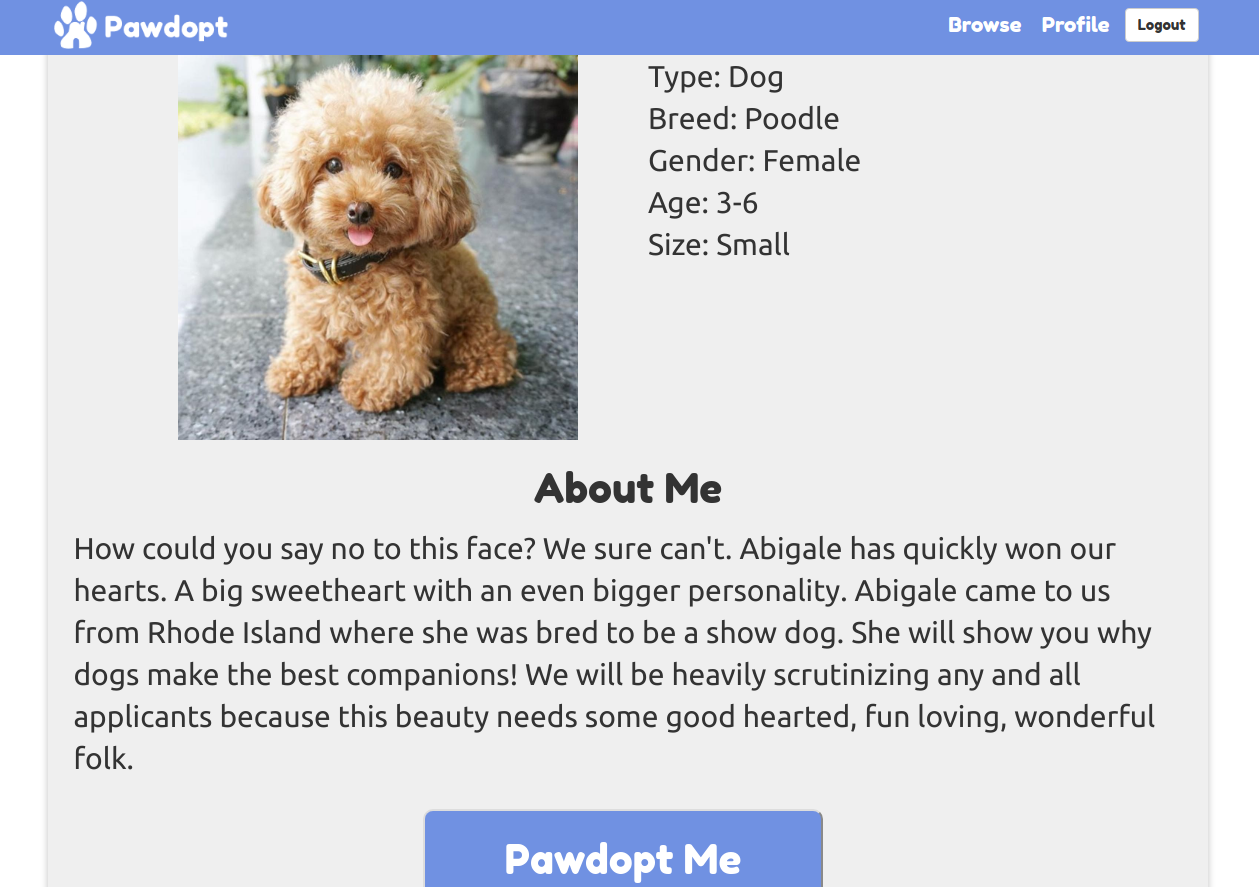 Pawdopt
Browse Profile Logout
Type: Dog
Breed: Poodle
Gender: Female
Age: 3-6
Size: Small
About Me
How could you say no to this face? We sure can't. Abigale has quickly won our
hearts. A big sweetheart with an even bigger personality. Abigale came to us
from Rhode Island where she was bred to be a show dog. She will show you why
dogs make the best companions! We will be heavily scrutinizing any and all
applicants because this beauty needs some good hearted, fun loving, wonderful
folk.
Pawdopt Me